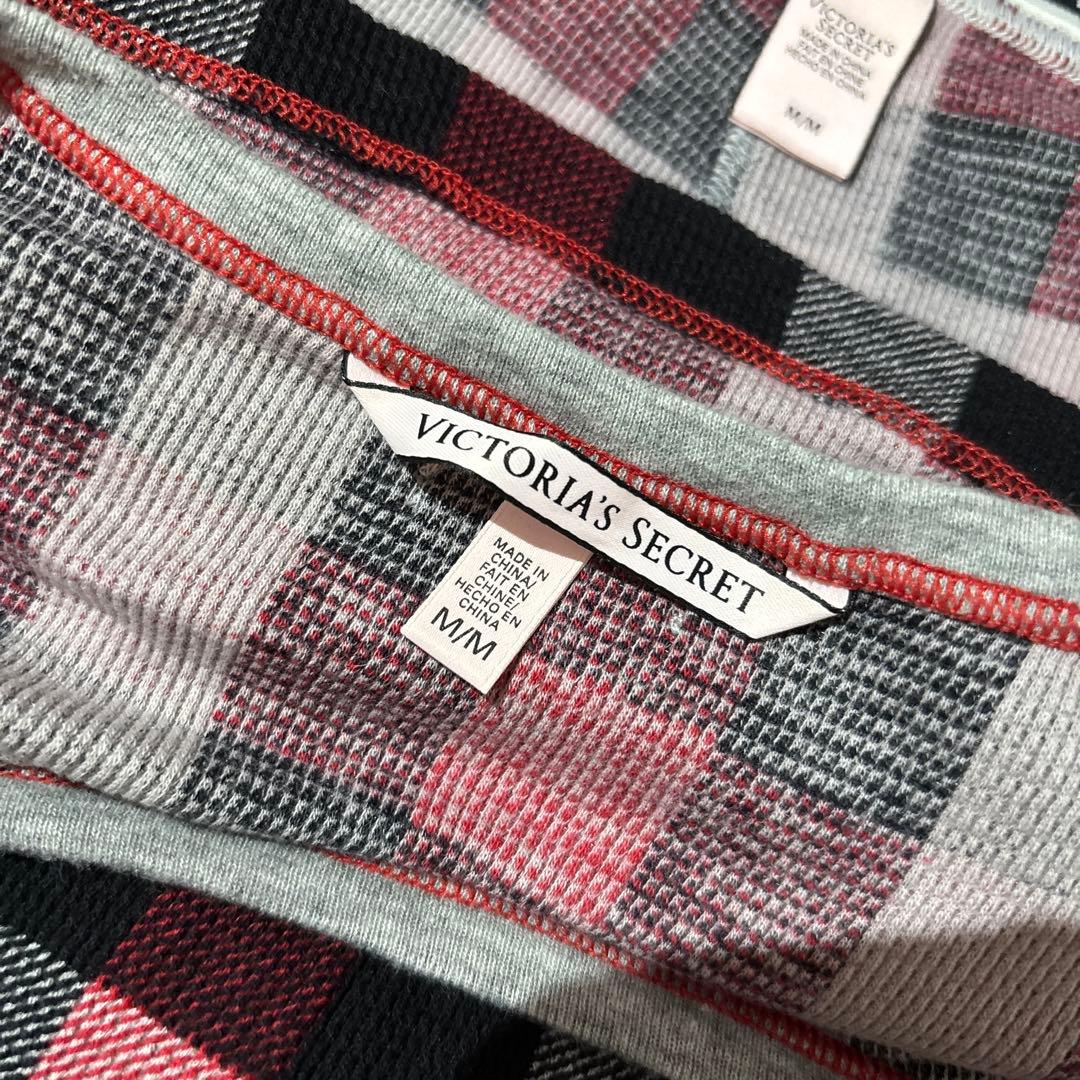 VICTORIA'S
SECRET
MADE IN CHINA
FAIT EN CHINE
HECHO EN CHINA
M/M
VICTORIA'S SECRET
MADE IN
CHINA/
FAIT EN
CHINE/
HECHO EN
CHINA
M/M